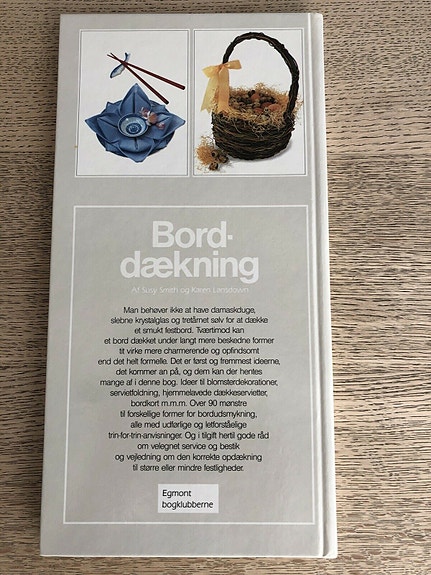 Bord-
dækning
Af Susy Smith og Karen Lansdown
Man behøver ikke at have damaskduge,
slebne krystalglas og tretårnet sølv for at dække
et smukt festbord. Tværtimod kan
et bord dækket under langt mere beskedne former
tit virke mere charmerende og opfindsomt
end det helt formelle. Det er først og fremmest ideerne,
det kommer an på, og dem kan der hentes
mange af i denne bog. Ideer til blomsterdekorationer,
servietfoldning, hjemmelavede dækkeservietter,
bordkort m.m.m. Over 90 mønstre
til forskellige former for bordudsmykning,
alle med udførlige og letforståelige
trin-for-trin-anvisninger. Og i tilgift hertil gode råd
om velegnet service og bestik
og vejledning om den korrekte opdækning
til større eller mindre festligheder.
Egmont
bogklubberne